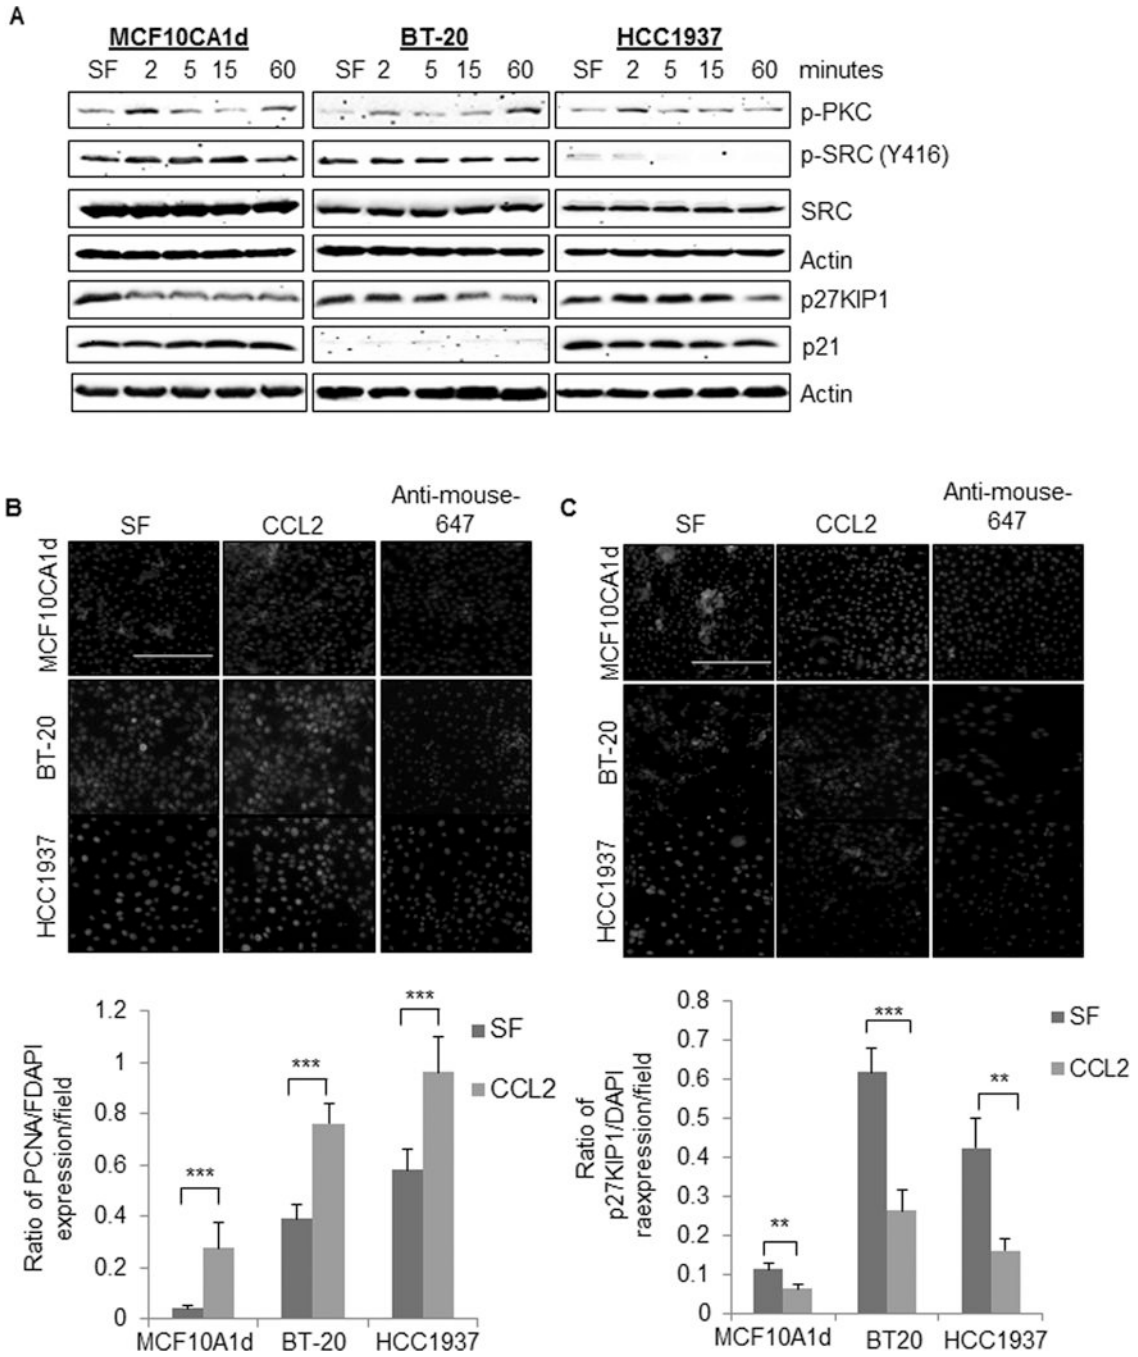 A
MCF10CA1d BT-20 HCC1937
SF 2 5 15 60 SF 2 5 15 60 SF 2 5 15 60 minutes
p-PKC
p-SRC (Y416)
SRC
Actin
p27KIP1
p21
Actin
B
SF CCL2 Anti-mouse-
647
MCF10CA1d
BT-20
HCC1937
C
SF CCL2 Anti-mouse-
647
MCF10CA1d
BT-20
HCC1937
Ratio of PCNA/FDAPI
expression/field
1.2
1
0.8
0.6
0.4
0.2
0
***
***
***
SF
CCL2
MCF10A1d BT-20 HCC1937
Ratio of
p27KIP1/DAPI
raexpression/field
0.8
0.7
0.6
0.5
0.4
0.3
0.2
0.1
0
**
***
**
SF
CCL2
MCF10A1d BT20 HCC1937